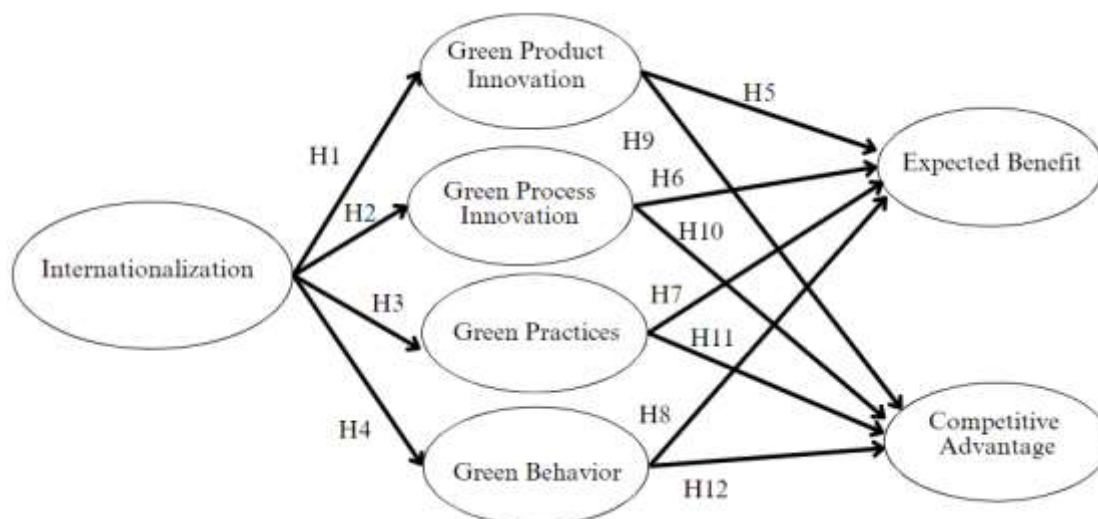 Green Product
Innovation
H5
H9
Expected Benefit
H1
Green Process
Innovation
H6
H2
H10
Internationalization
H3
Green Practices
H7
H11
H4
Green Behavior
H8
H12
Competitive
Advantage